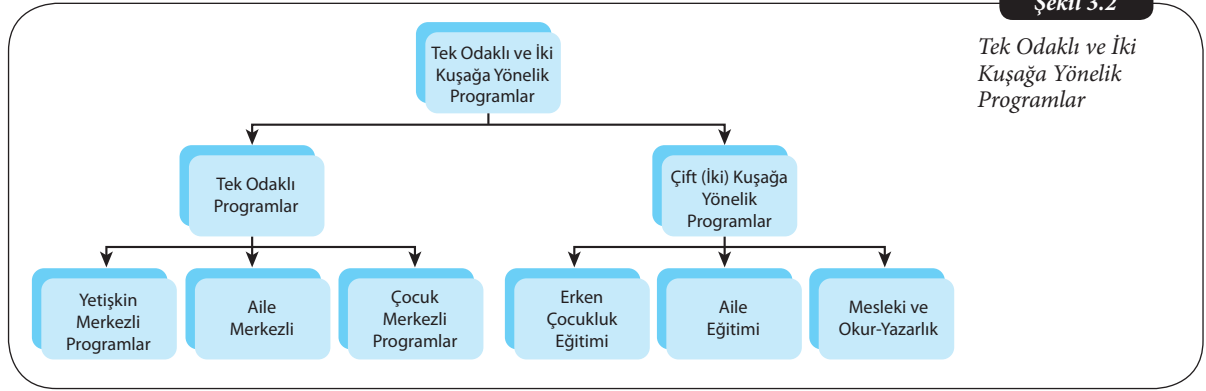 Şekil 3.2
Tek Odaklı ve İki
Kuşağa Yönelik
Programlar
Tek Odaklı ve İki
Kuşağa Yönelik
Programlar
Tek Odaklı
Programlar
Çift (İki) Kuşağa
Yönelik
Programlar
Yetişkin
Merkezli
Programlar
Aile
Merkezli
Çocuk
Merkezli
Programlar
Erken
Çocukluk
Eğitimi
Aile
Eğitimi
Mesleki ve
Okur-Yazarlık